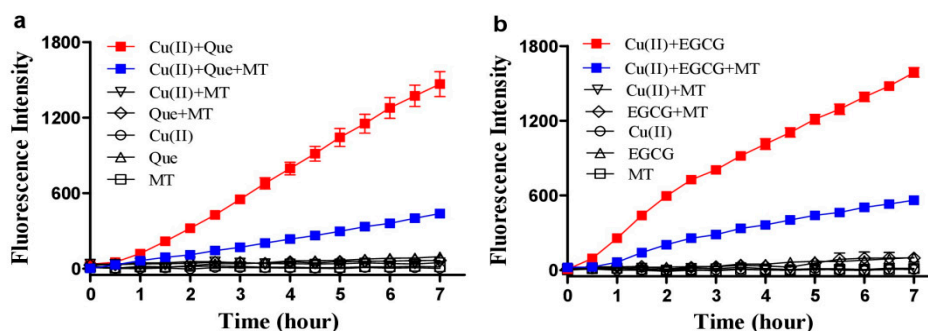 a
1800
1200
600
0
Fluorescence Intensity
Cu(II)+Que
Cu(II)+Que+MT
Cu(II)+MT
Que+MT
Cu(II)
Que
MT
0 1 2 3 4 5 6 7
Time (hour)
b
1800
1200
600
0
Fluorescence Intensity
Cu(II)+EGCG
Cu(II)+EGCG+MT
Cu(II)+MT
EGCG+MT
Cu(II)
EGCG
MT
0 1 2 3 4 5 6 7
Time (hour)